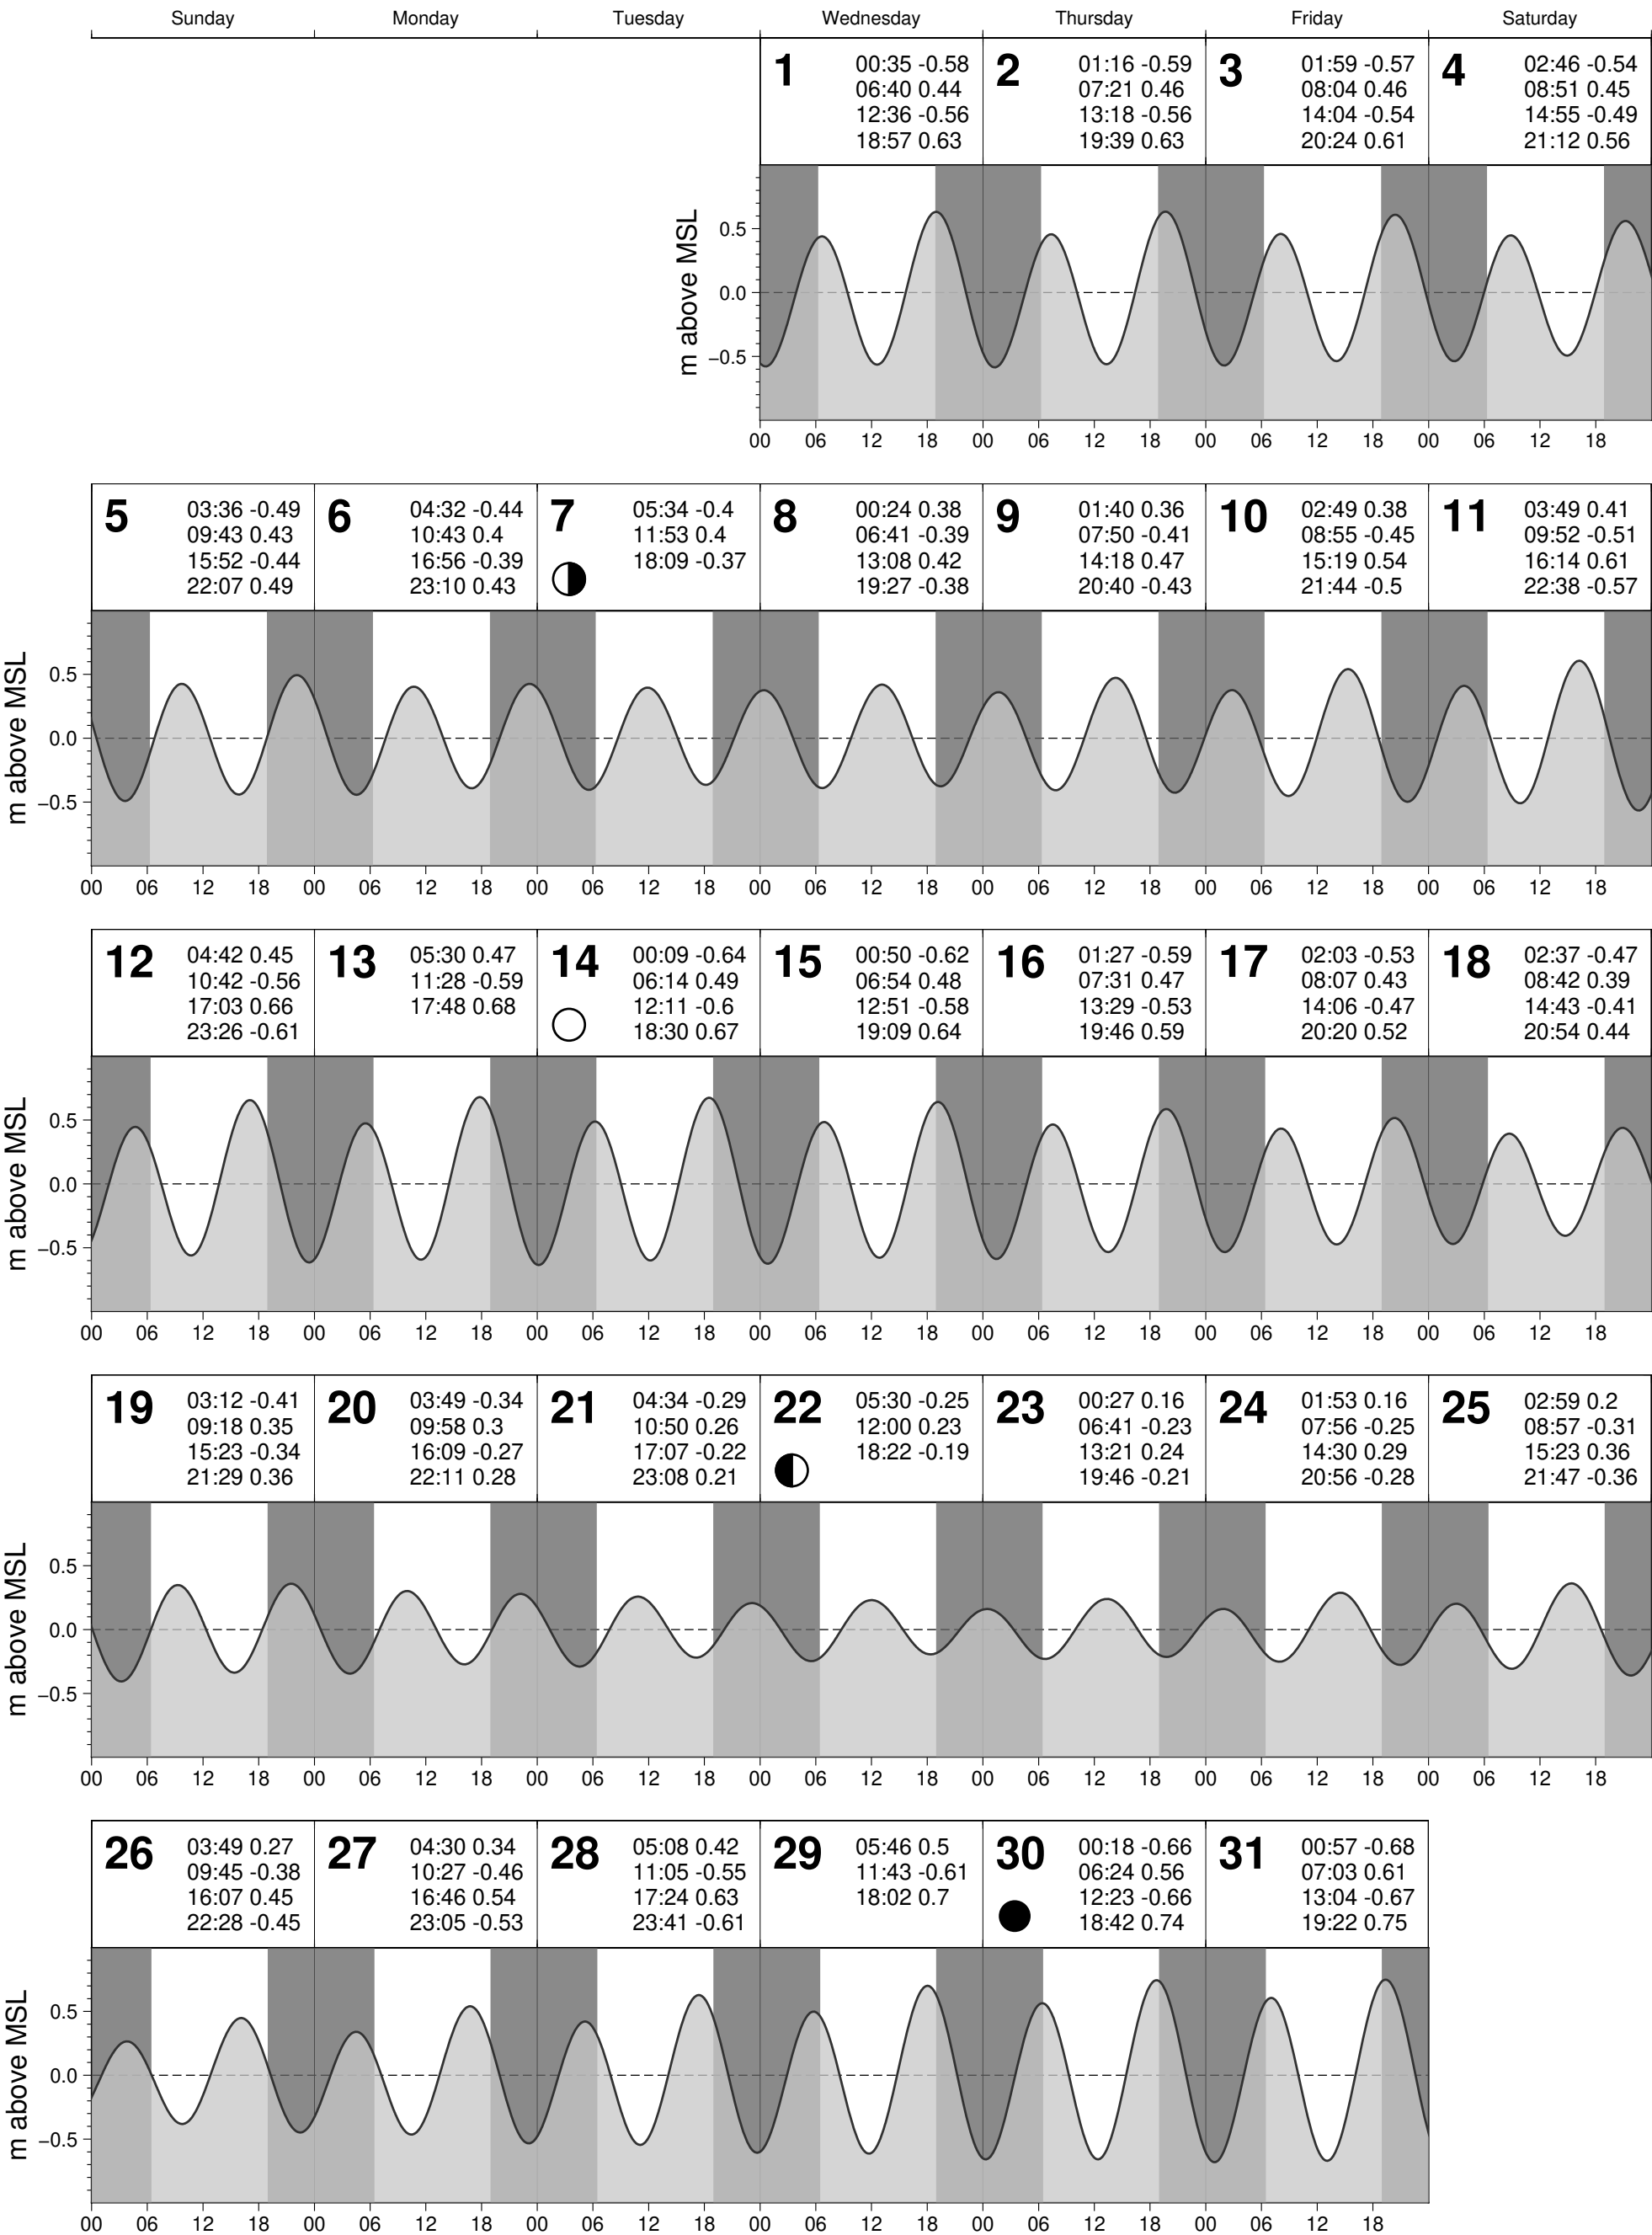 Sunday Monday Tuesday Wednesday Thursday Friday Saturday
1 00:35 -0.58
06:40 0.44
12:36 -0.56
18:57 0.63
2 01:16 -0.59
07:21 0.46
13:18 -0.56
19:39 0.63
3 01:59 -0.57
08:04 0.46
14:04 -0.54
20:24 0.61
4 02:46 -0.54
08:51 0.45
14:55 -0.49
21:12 0.56
m above MSL
0.5
0.0
−0.5
00 06 12 18 00 06 12 18 00 06 12 18 00 06 12 18
5 03:36 -0.49
09:43 0.43
15:52 -0.44
22:07 0.49
6 04:32 -0.44
10:43 0.4
16:56 -0.39
23:10 0.43
7 05:34 -0.4
11:53 0.4
18:09 -0.37
8 00:24 0.38
06:41 -0.39
13:08 0.42
19:27 -0.38
9 01:40 0.36
07:50 -0.41
14:18 0.47
20:40 -0.43
10 02:49 0.38
08:55 -0.45
15:19 0.54
21:44 -0.5
11 03:49 0.41
09:52 -0.51
16:14 0.61
22:38 -0.57
m above MSL
0.5
0.0
−0.5
00 06 12 18 00 06 12 18 00 06 12 18 00 06 12 18 00 06 12 18 00 06 12 18 00 06 12 18
12 04:42 0.45
10:42 -0.56
17:03 0.66
23:26 -0.61
13 05:30 0.47
11:28 -0.59
17:48 0.68
14 00:09 -0.64
06:14 0.49
12:11 -0.6
18:30 0.67
15 00:50 -0.62
06:54 0.48
12:51 -0.58
19:09 0.64
16 01:27 -0.59
07:31 0.47
13:29 -0.53
19:46 0.59
17 02:03 -0.53
08:07 0.43
14:06 -0.47
20:20 0.52
18 02:37 -0.47
08:42 0.39
14:43 -0.41
20:54 0.44
m above MSL
0.5
0.0
−0.5
00 06 12 18 00 06 12 18 00 06 12 18 00 06 12 18 00 06 12 18 00 06 12 18 00 06 12 18
19 03:12 -0.41
09:18 0.35
15:23 -0.34
21:29 0.36
20 03:49 -0.34
09:58 0.3
16:09 -0.27
22:11 0.28
21 04:34 -0.29
10:50 0.26
17:07 -0.22
23:08 0.21
22 05:30 -0.25
12:00 0.23
18:22 -0.19
23 00:27 0.16
06:41 -0.23
13:21 0.24
19:46 -0.21
24 01:53 0.16
07:56 -0.25
14:30 0.29
20:56 -0.28
25 02:59 0.2
08:57 -0.31
15:23 0.36
21:47 -0.36
m above MSL
0.5
0.0
−0.5
00 06 12 18 00 06 12 18 00 06 12 18 00 06 12 18 00 06 12 18 00 06 12 18 00 06 12 18
26 03:49 0.27
09:45 -0.38
16:07 0.45
22:28 -0.45
27 04:30 0.34
10:27 -0.46
16:46 0.54
23:05 -0.53
28 05:08 0.42
11:05 -0.55
17:24 0.63
23:41 -0.61
29 05:46 0.5
11:43 -0.61
18:02 0.7
30 00:18 -0.66
06:24 0.56
12:23 -0.66
18:42 0.74
31 00:57 -0.68
07:03 0.61
13:04 -0.67
19:22 0.75
m above MSL
0.5
0.0
−0.5
00 06 12 18 00 06 12 18 00 06 12 18 00 06 12 18 00 06 12 18 00 06 12 18